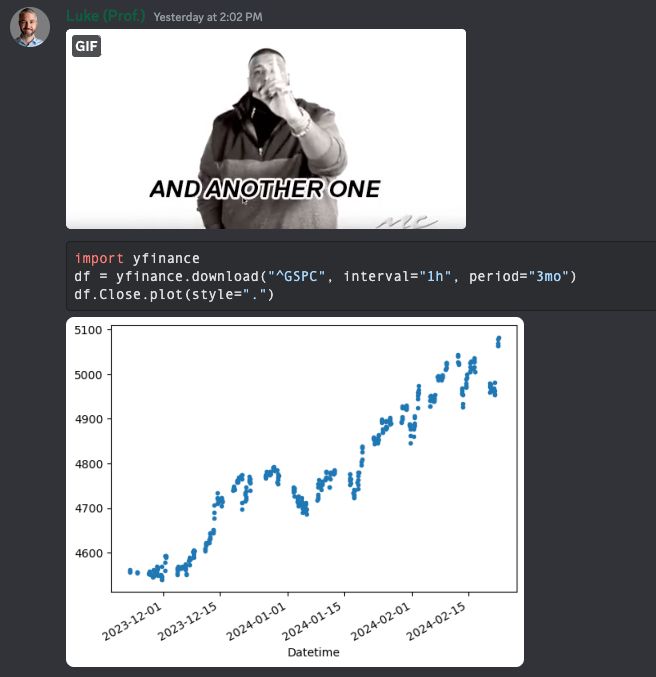 Luke (Prof.) Yesterday at 2:02 PM
GIF
AND ANOTHER ONE
MC
import yfinance
df = yfinance.download("^GSPC", interval="1h", period="3mo")
df.Close.plot(style=".")
5100
5000
4900
4800
4700
4600
2023-12-01
2023-12-15
2024-01-01
2024-01-15
2024-02-01
2024-02-15
Datetime